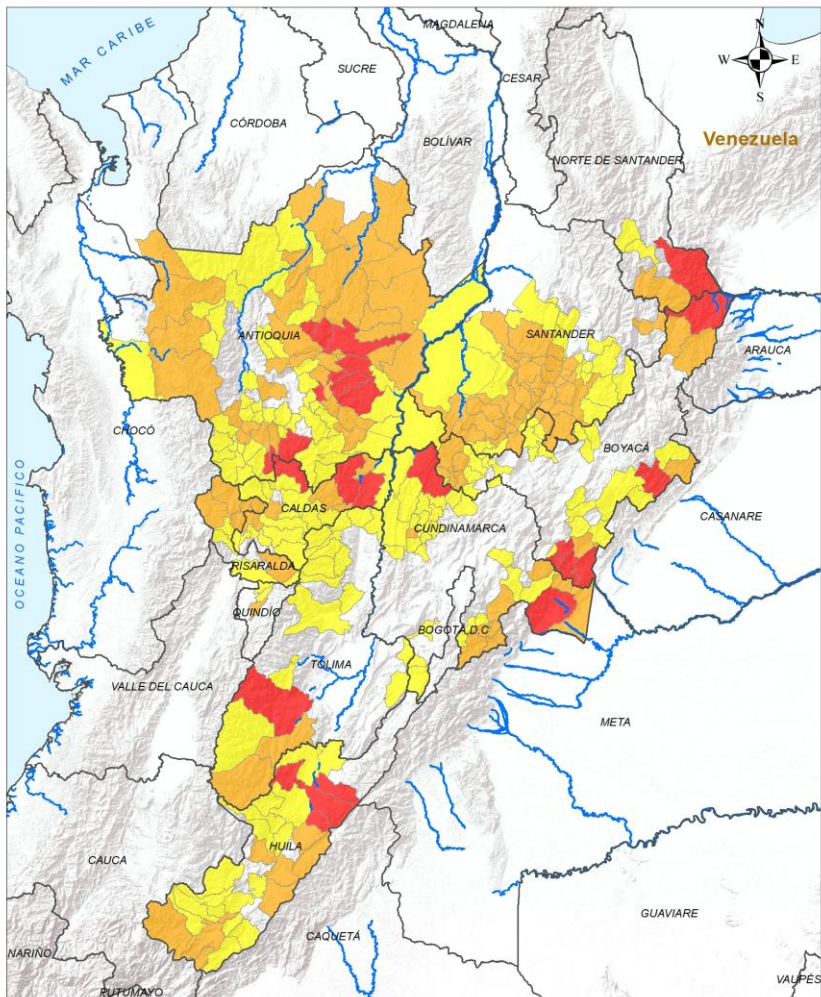 MAGDALENA
MAR CARIBE
N
W
E
S
SUCRE
CESAR
CÓRDOBA
BOLÍVAR
Venezuela
NORTE DE SANTANDER
ANTIOQUIA
SANTANDER
ARAUCA
CHOCÓ
BOYACÁ
CALDAS
CUNDINAMARCA
CASANARE
OCEANO PACIFICO
RISARALDA
QUINDÍO
BOGOTÁ D.C
TOLIMA
VALLE DEL CAUCA
META
HUILA
CAUCA
GUAVIARE
CAQUETÁ
NARIÑO
PUTUMAYO
VAUPÉS